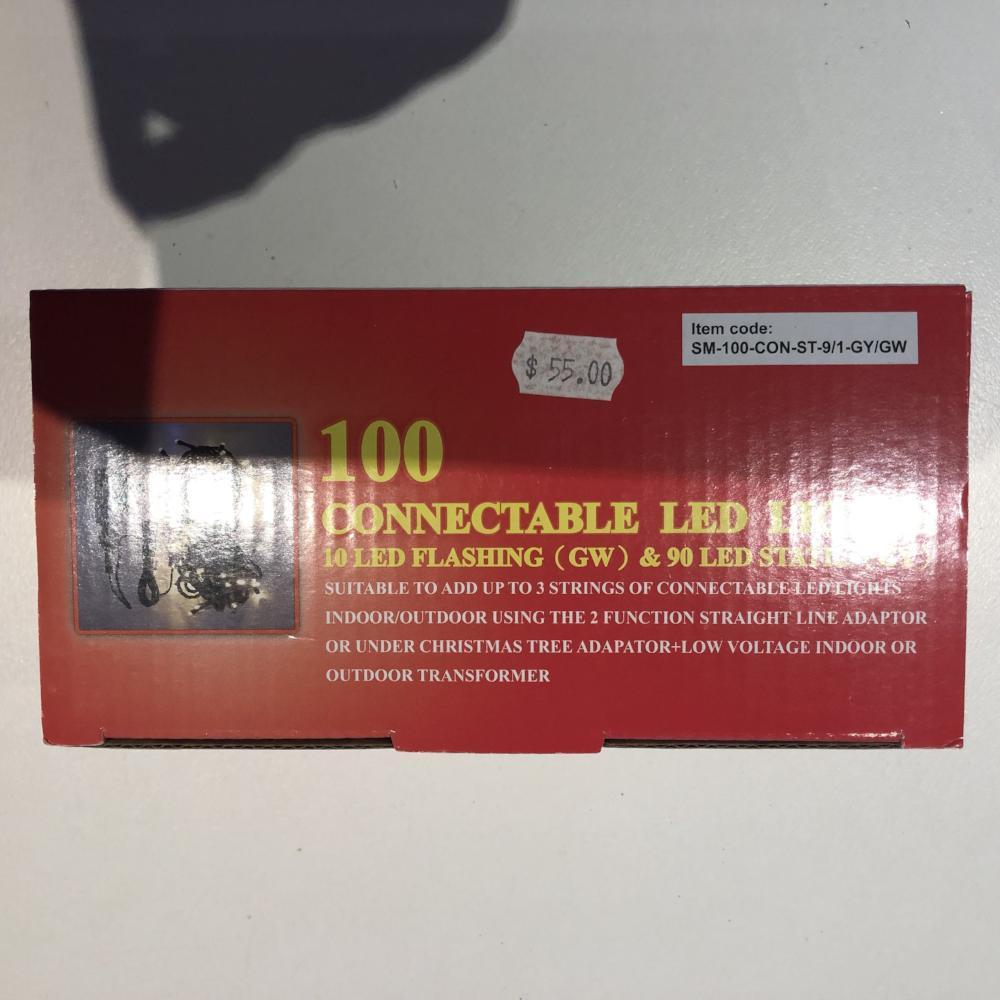 Item code:
SM-100-CON-ST-9/1-GY/GW
$ 55.00
100
CONNECTABLE LED
10 LED FLASHING (GW) & 90 LED
SUITABLE TO ADD UP TO 3 STRINGS OF CONNECTABLE LED LIGHTS
INDOOR/OUTDOOR USING THE 2 FUNCTION STRAIGHT LINE ADAPTOR
OR UNDER CHRISTMAS TREE ADAPATOR+LOW VOLTAGE INDOOR OR
OUTDOOR TRANSFORMER